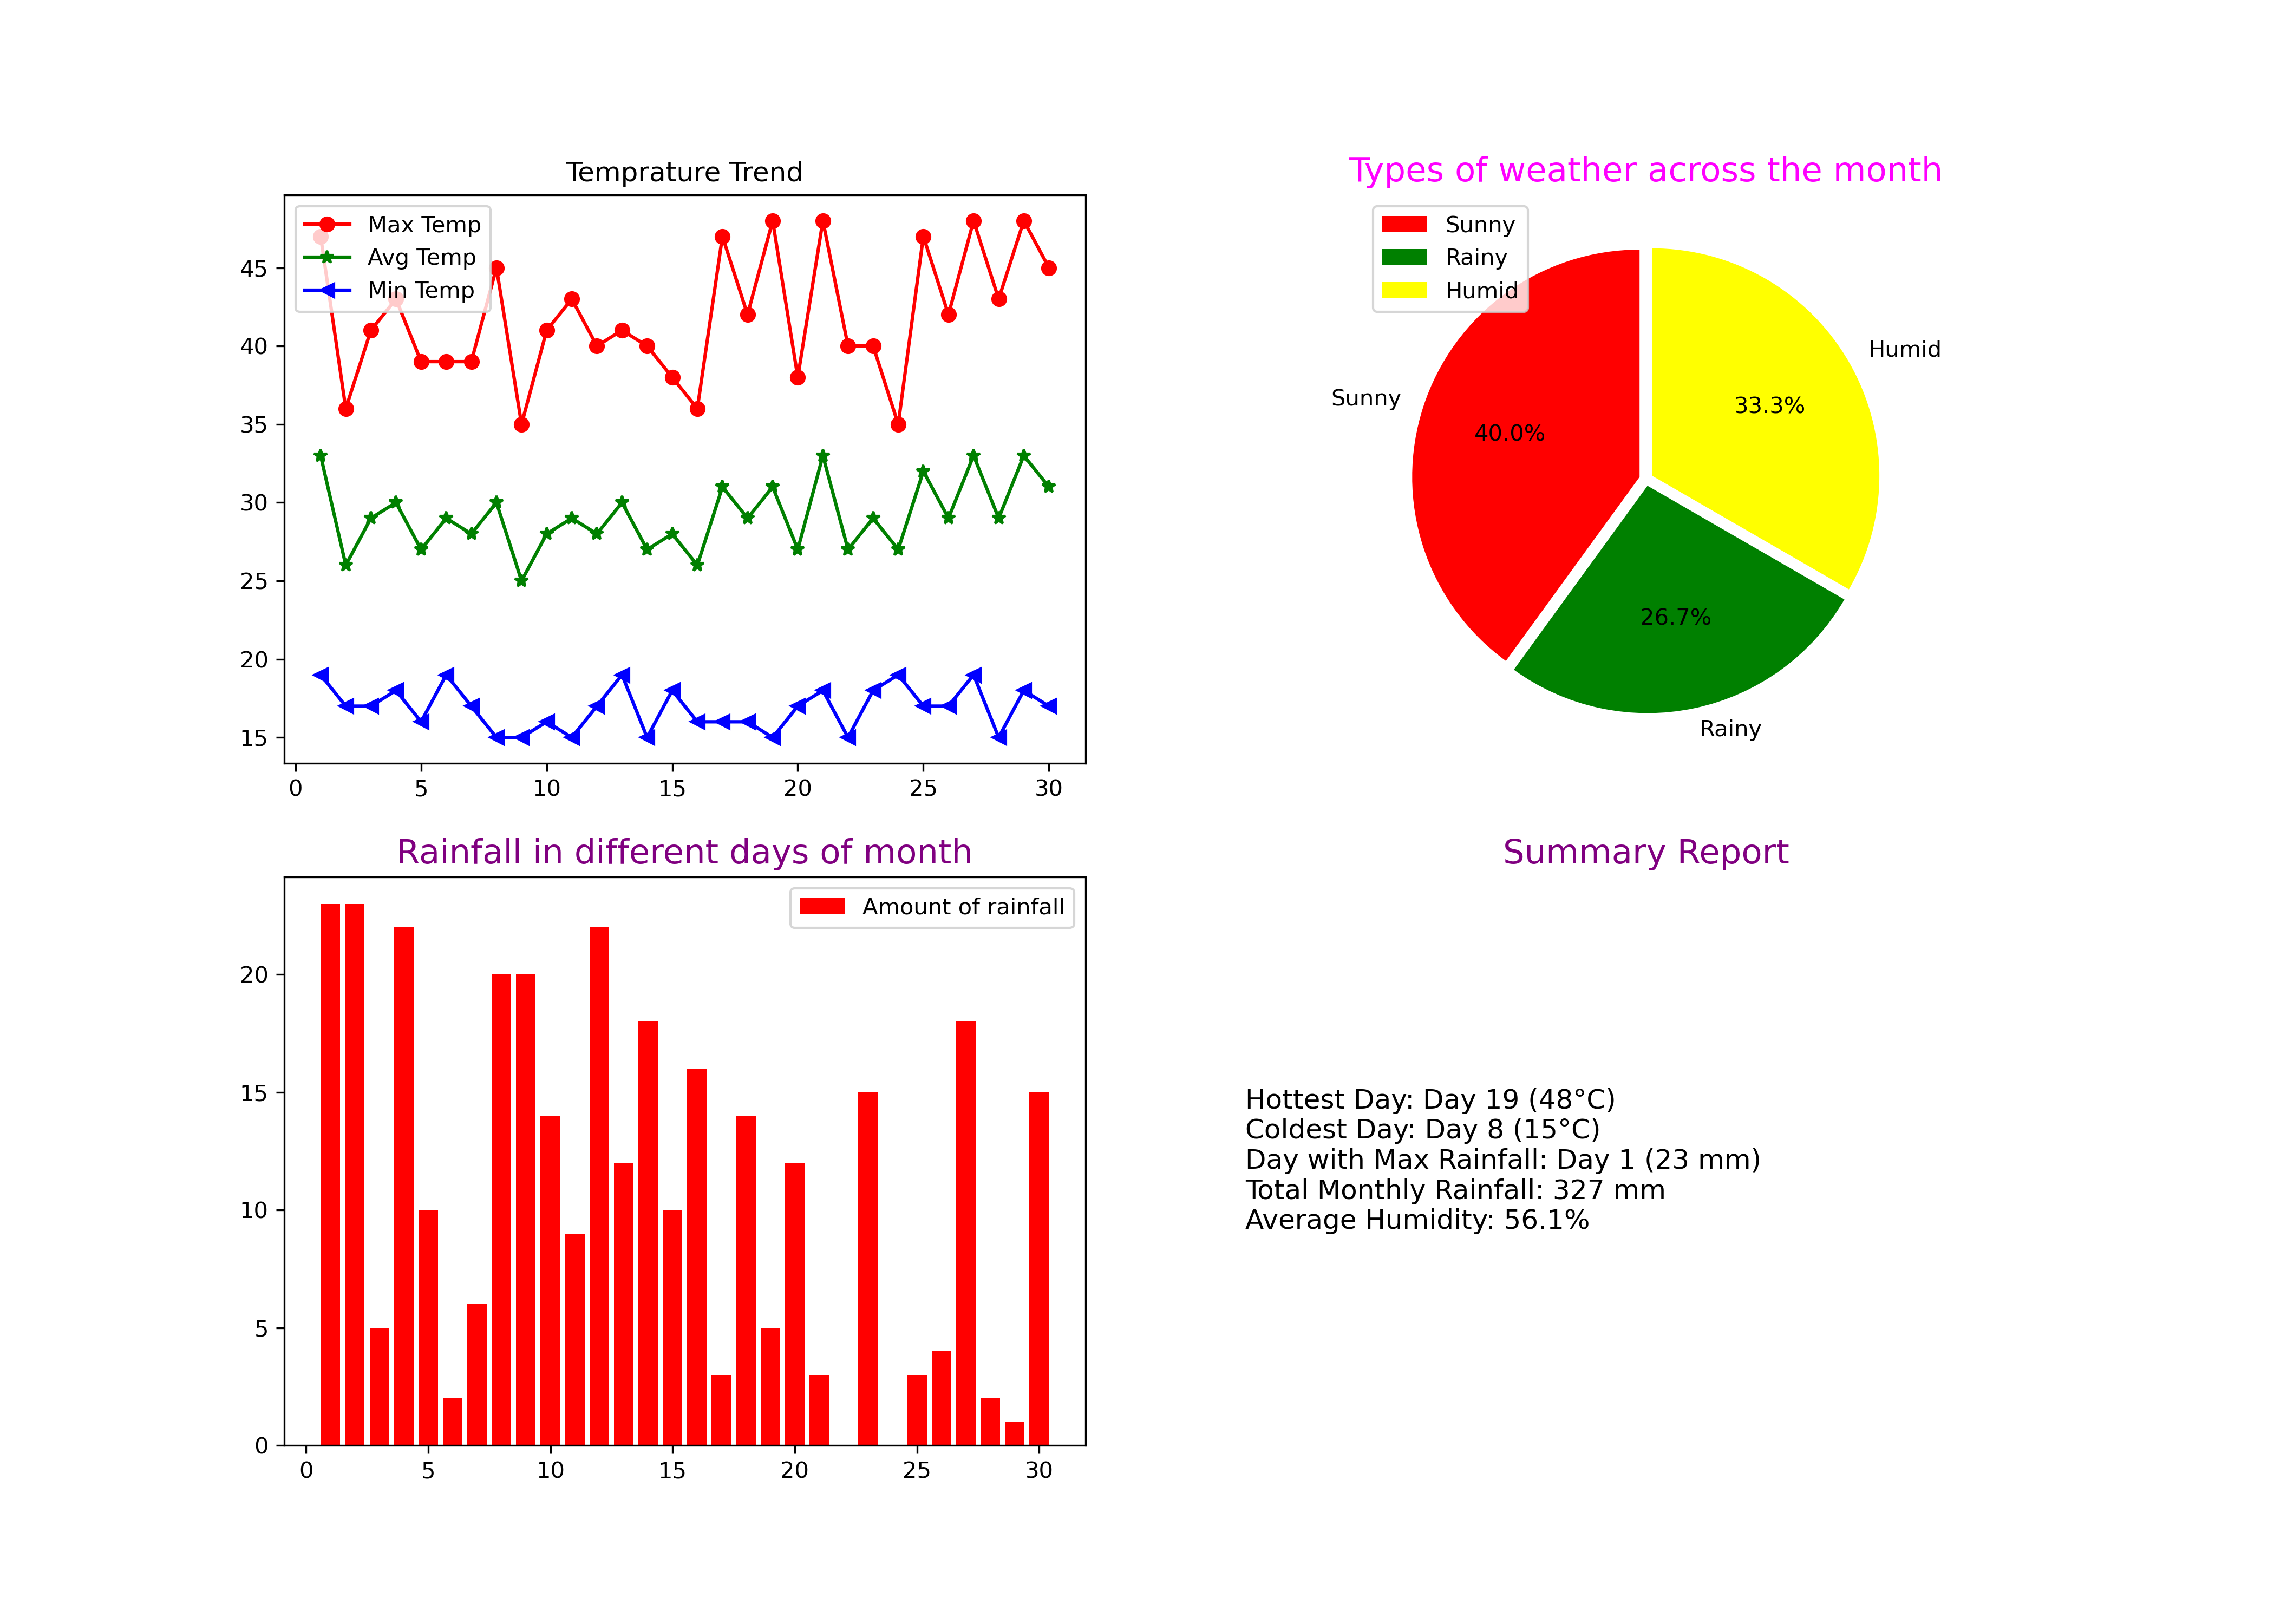 Temprature Trend
Max Temp
Avg Temp
Min Temp
45
40
35
30
25
20
15
0 5 10 15 20 25 30
Types of weather across the month
Sunny
Rainy
Humid
Humid
33.3%
Sunny
40.0%
26.7%
Rainy
Rainfall in different days of month
Amount of rainfall
20
15
10
5
0
0 5 10 15 20 25 30
Summary Report
Hottest Day: Day 19 (48°C)
Coldest Day: Day 8 (15°C)
Day with Max Rainfall: Day 1 (23 mm)
Total Monthly Rainfall: 327 mm
Average Humidity: 56.1%